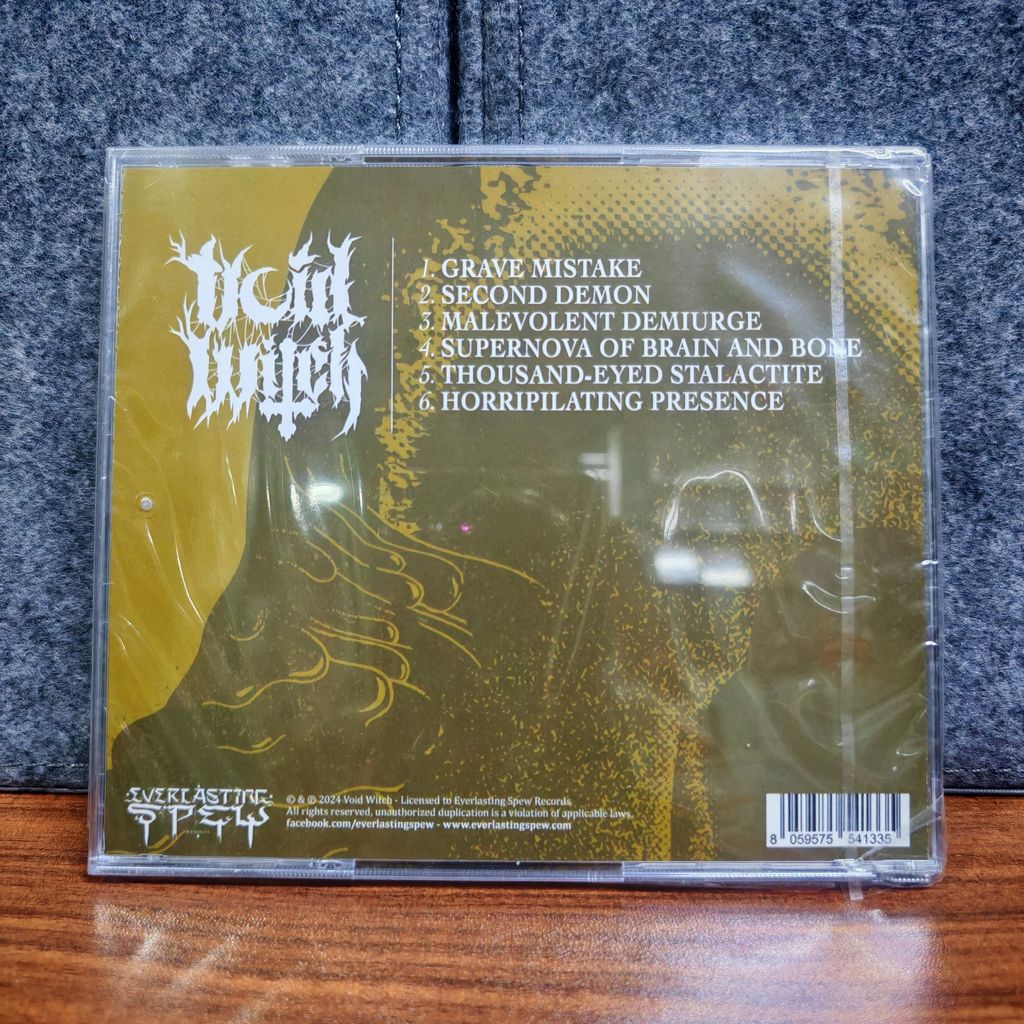 Void
Witch
1. GRAVE MISTAKE
2. SECOND DEMON
3. MALEVOLENT DEMIURGE
4. SUPERNOVA OF BRAIN AND BONE
5. THOUSAND-EYED STALACTITE
6. HORRIPILATING PRESENCE
EVERLASTING
SPEW
© & ℗ 2024 Void Witch - Licensed to Everlasting Spew Records
All rights reserved, unauthorized duplication is a violation of applicable laws.
facebook.com/everlastingspew - www.everlastingspew.com
8 059575 541335